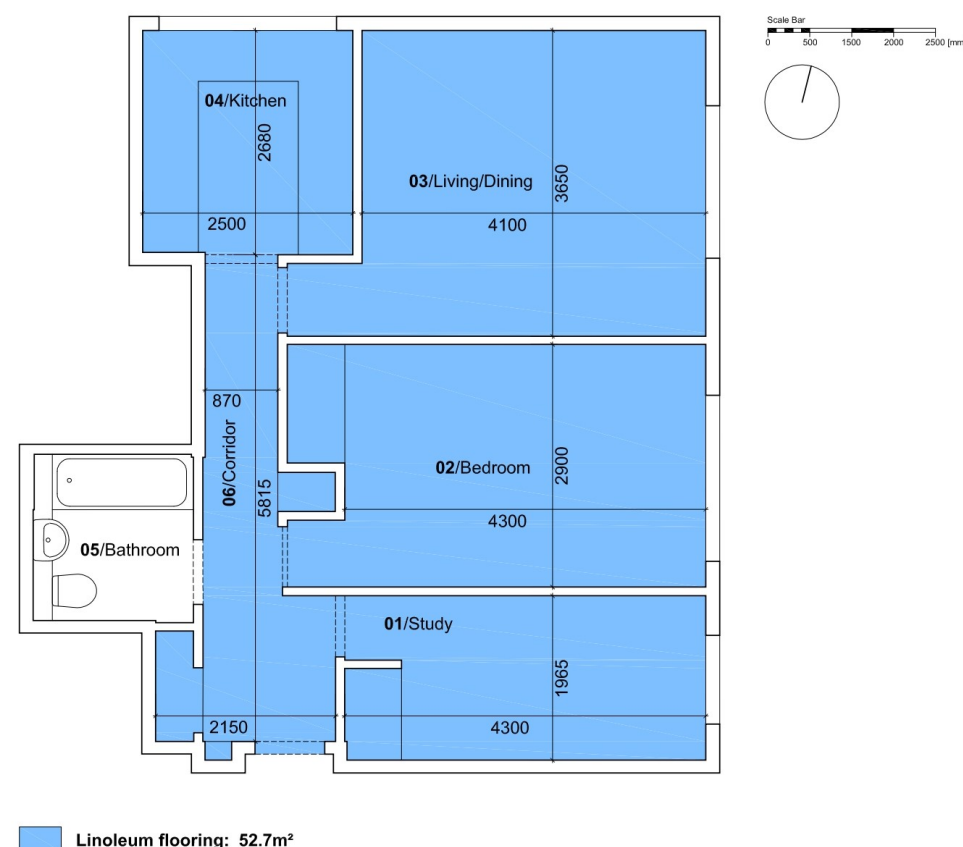 Scale Bar
0 500 1500 2000 2500 [mm
04/Kitchen
2680
2500
03/Living/Dining
3650
4100
870
06/Corridor
5815
02/Bedroom
2900
4300
05/Bathroom
01/Study
1965
2150
4300
Linoleum flooring: 52.7m²